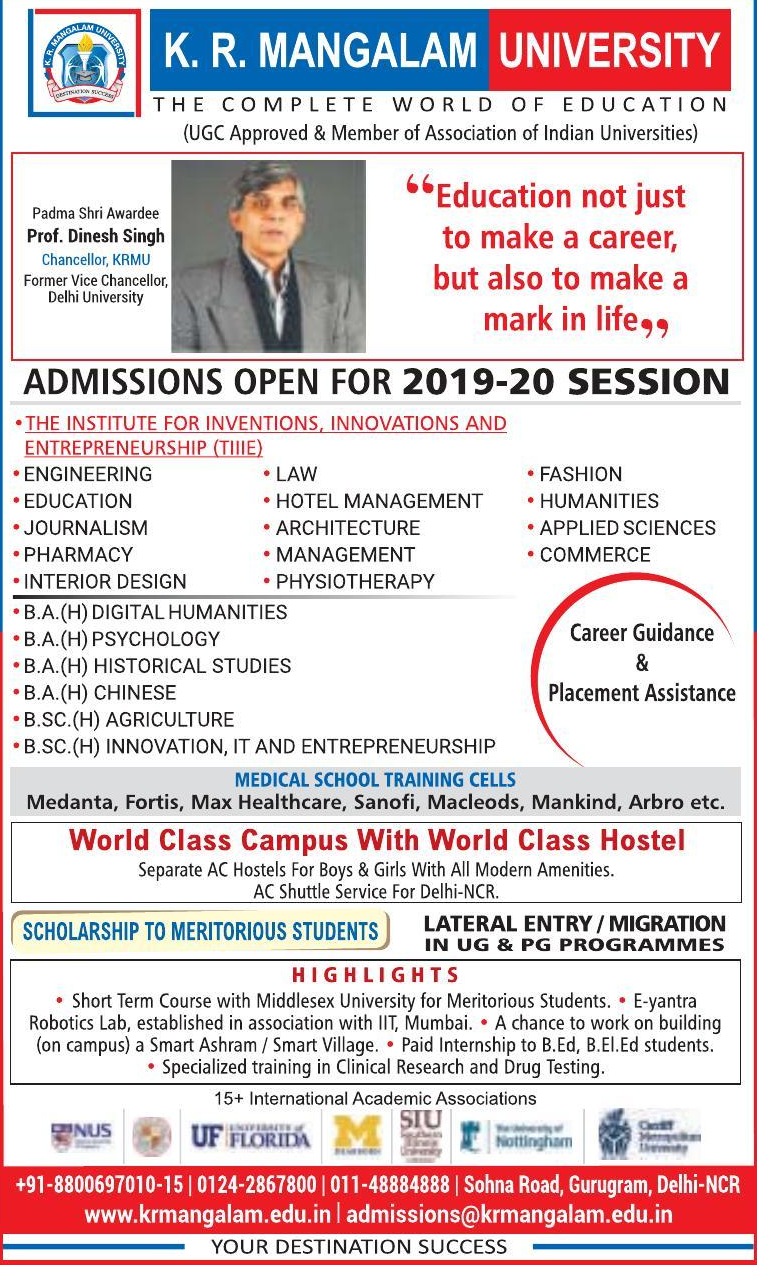 K. R. MANGALAM UNIVERSITY
DESTINATION SUCCESS
K. R. MANGALAM UNIVERSITY
THE COMPLETE WORLD OF EDUCATION
(UGC Approved & Member of Association of Indian Universities)
Padma Shri Awardee
Prof. Dinesh Singh
Chancellor, KRMU
Former Vice Chancellor,
Delhi University
“Education not just
to make a career,
but also to make a
mark in life„
ADMISSIONS OPEN FOR 2019-20 SESSION
• THE INSTITUTE FOR INVENTIONS, INNOVATIONS AND
ENTREPRENEURSHIP (TIIIE)
• ENGINEERING • LAW • FASHION
• EDUCATION • HOTEL MANAGEMENT • HUMANITIES
• JOURNALISM • ARCHITECTURE • APPLIED SCIENCES
• PHARMACY • MANAGEMENT • COMMERCE
• INTERIOR DESIGN • PHYSIOTHERAPY
• B.A.(H) DIGITAL HUMANITIES
• B.A.(H) PSYCHOLOGY
• B.A.(H) HISTORICAL STUDIES
• B.A.(H) CHINESE
• B.SC.(H) AGRICULTURE
• B.SC.(H) INNOVATION, IT AND ENTREPRENEURSHIP
Career Guidance
&
Placement Assistance
MEDICAL SCHOOL TRAINING CELLS
Medanta, Fortis, Max Healthcare, Sanofi, Macleods, Mankind, Arbro etc.
World Class Campus With World Class Hostel
Separate AC Hostels For Boys & Girls With All Modern Amenities.
AC Shuttle Service For Delhi-NCR.
SCHOLARSHIP TO MERITORIOUS STUDENTS
LATERAL ENTRY / MIGRATION
IN UG & PG PROGRAMMES
HIGHLIGHTS
• Short Term Course with Middlesex University for Meritorious Students. • E-yantra
Robotics Lab, established in association with IIT, Mumbai. • A chance to work on building
(on campus) a Smart Ashram / Smart Village. • Paid Internship to B.Ed, B.El.Ed students.
• Specialized training in Clinical Research and Drug Testing.
15+ International Academic Associations
NUS
UF UNIVERSITY of
FLORIDA
M
DEARBORN
SIU
Southern
Illinois
University
The University of
Nottingham
Cardiff
Metropolitan
University
+91-8800697010-15 | 0124-2867800 | 011-48884888 | Sohna Road, Gurugram, Delhi-NCR
www.krmangalam.edu.in | admissions@krmangalam.edu.in
YOUR DESTINATION SUCCESS